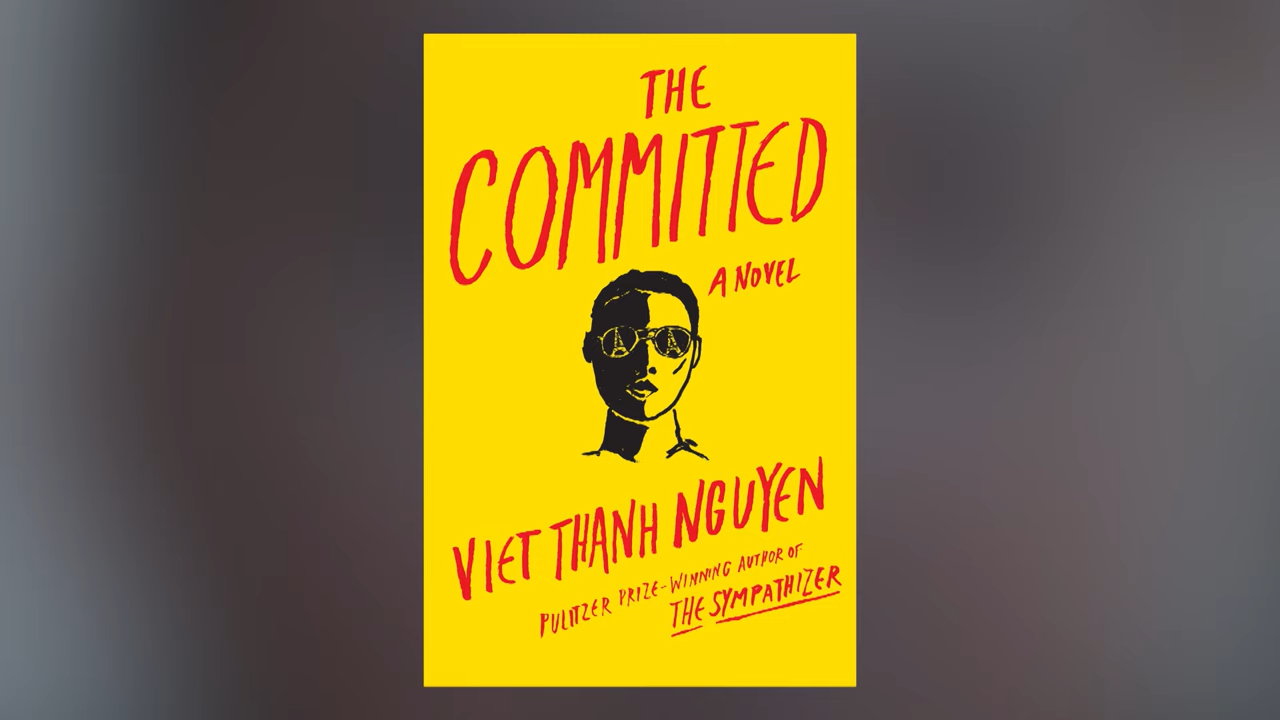 THE
COMMITTED
A NOVEL
VIET THANH NGUYEN
PULITZER PRIZE-WINNING AUTHOR OF
THE SYMPATHIZER